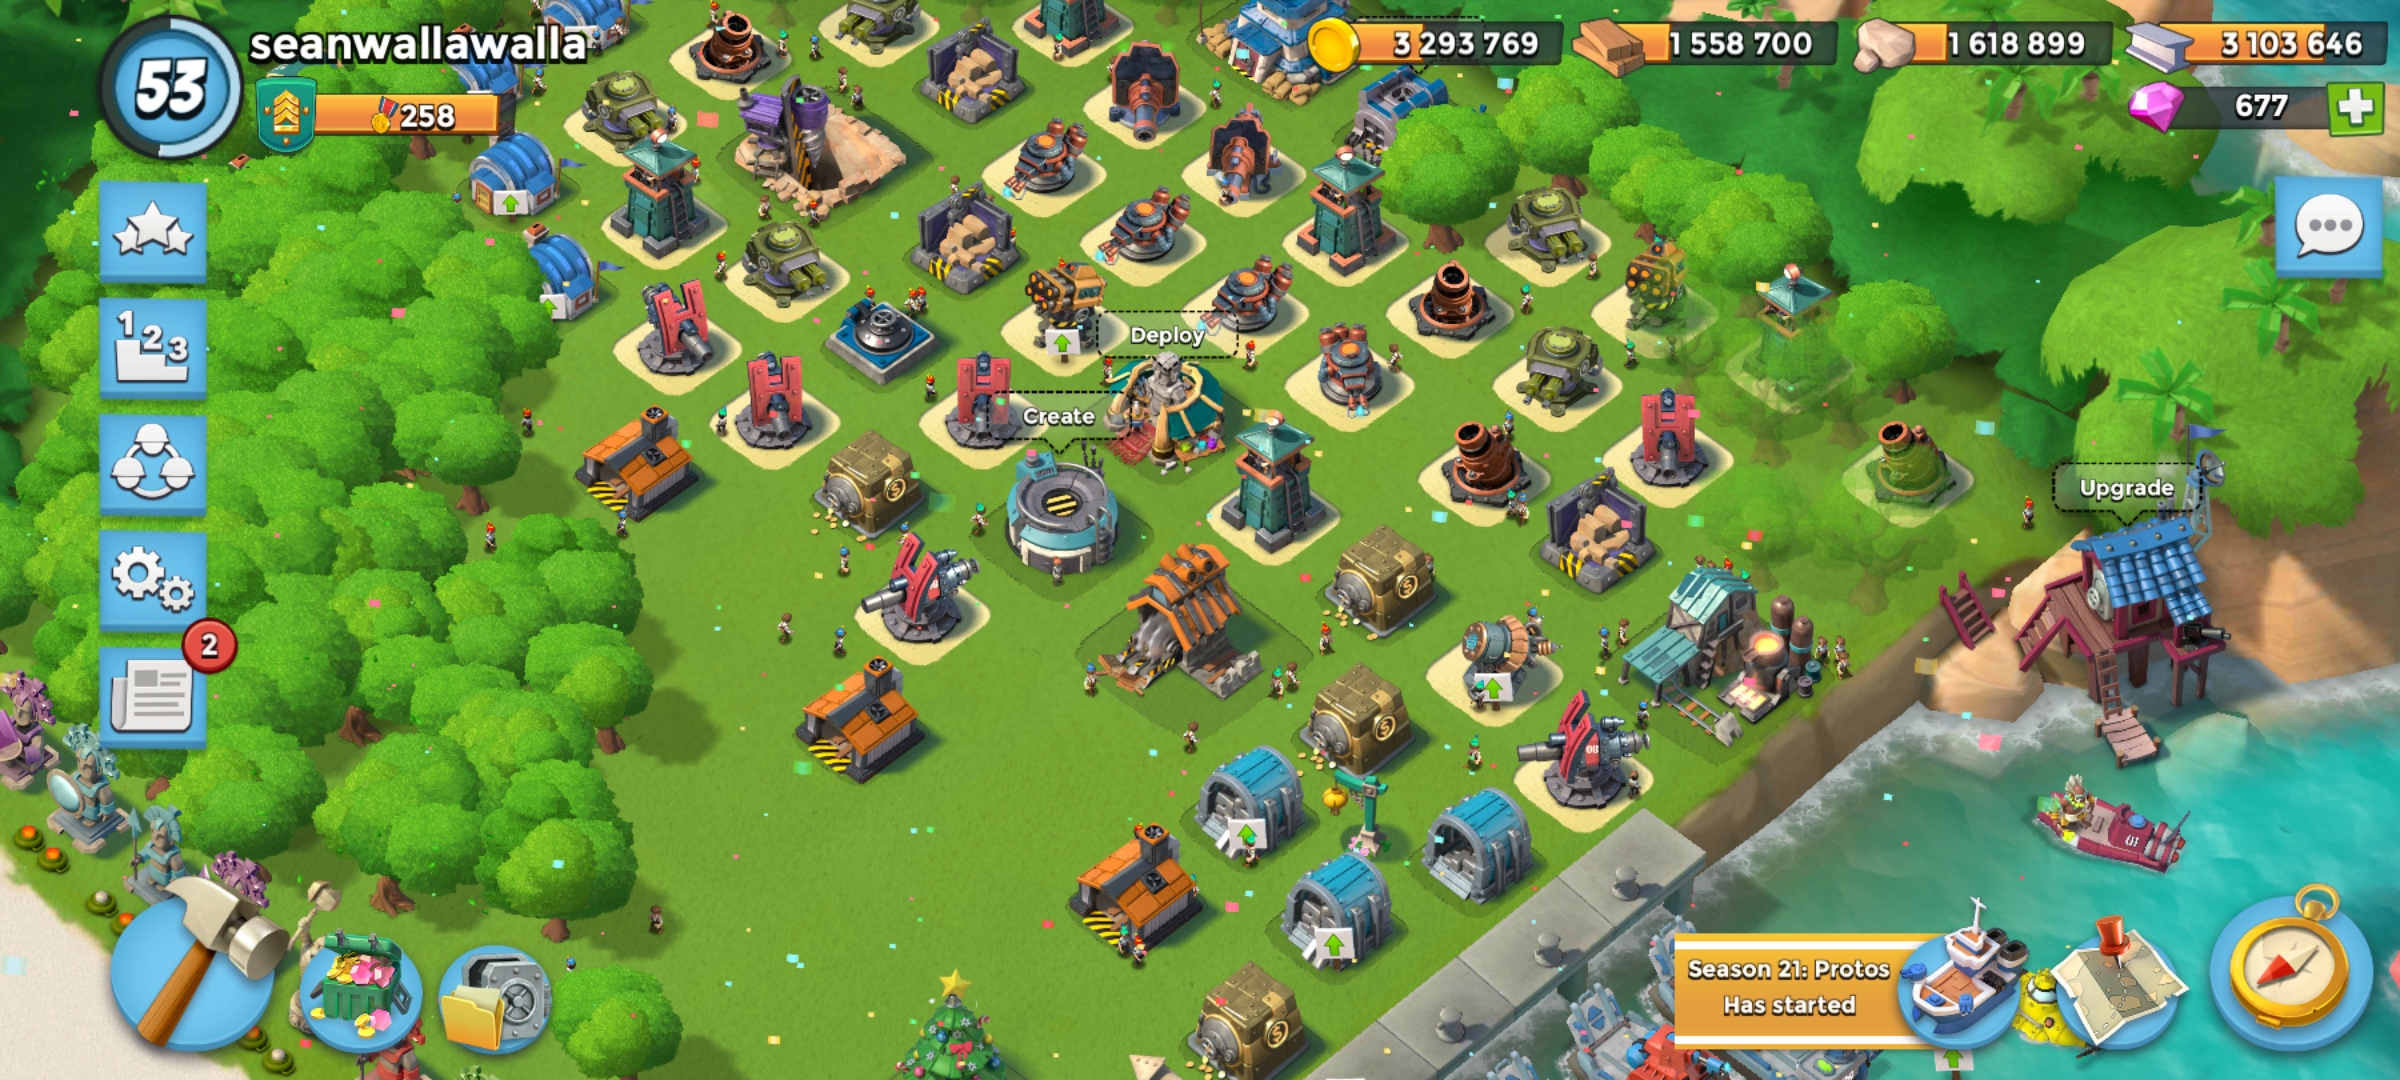 53
seanwallawalla
258
3 293 769
1 558 700
1 618 899
3 103 646
677
1 2 3
Deploy
Create
Upgrade
2
Season 21: Protos
Has started